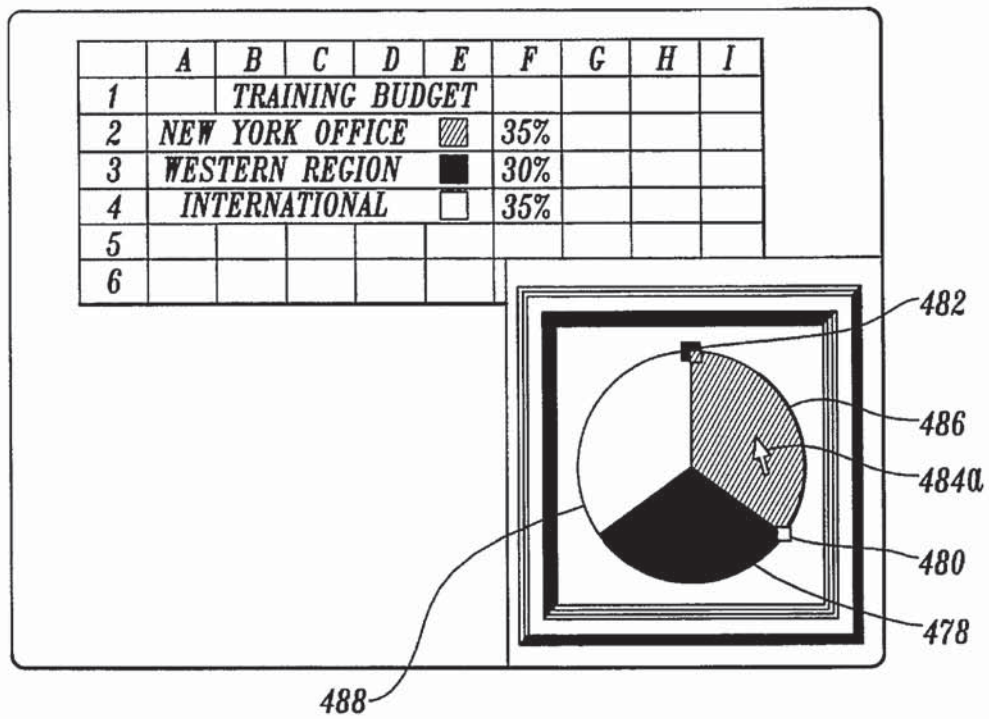 A B C D E F G H I
1 TRAINING BUDGET
2 NEW YORK OFFICE 35%
3 WESTERN REGION 30%
4 INTERNATIONAL 35%
5
6
482
486
484a
480
478
488